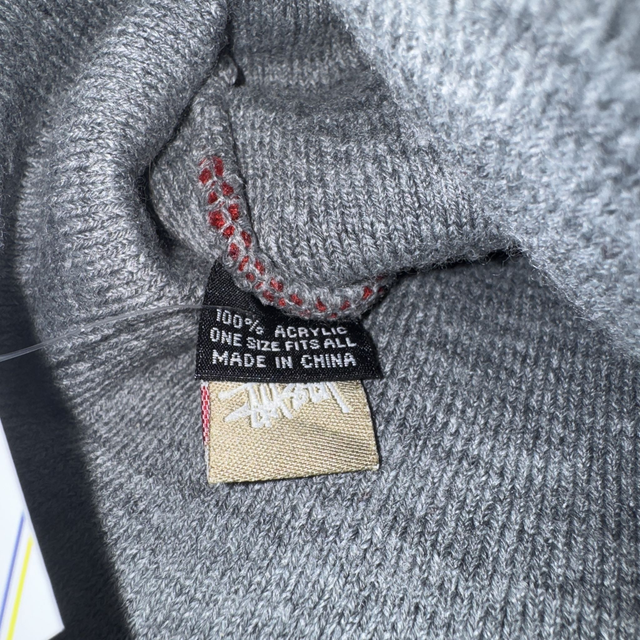 100% ACRYLIC
ONE SIZE FITS ALL
MADE IN CHINA
Stüssy